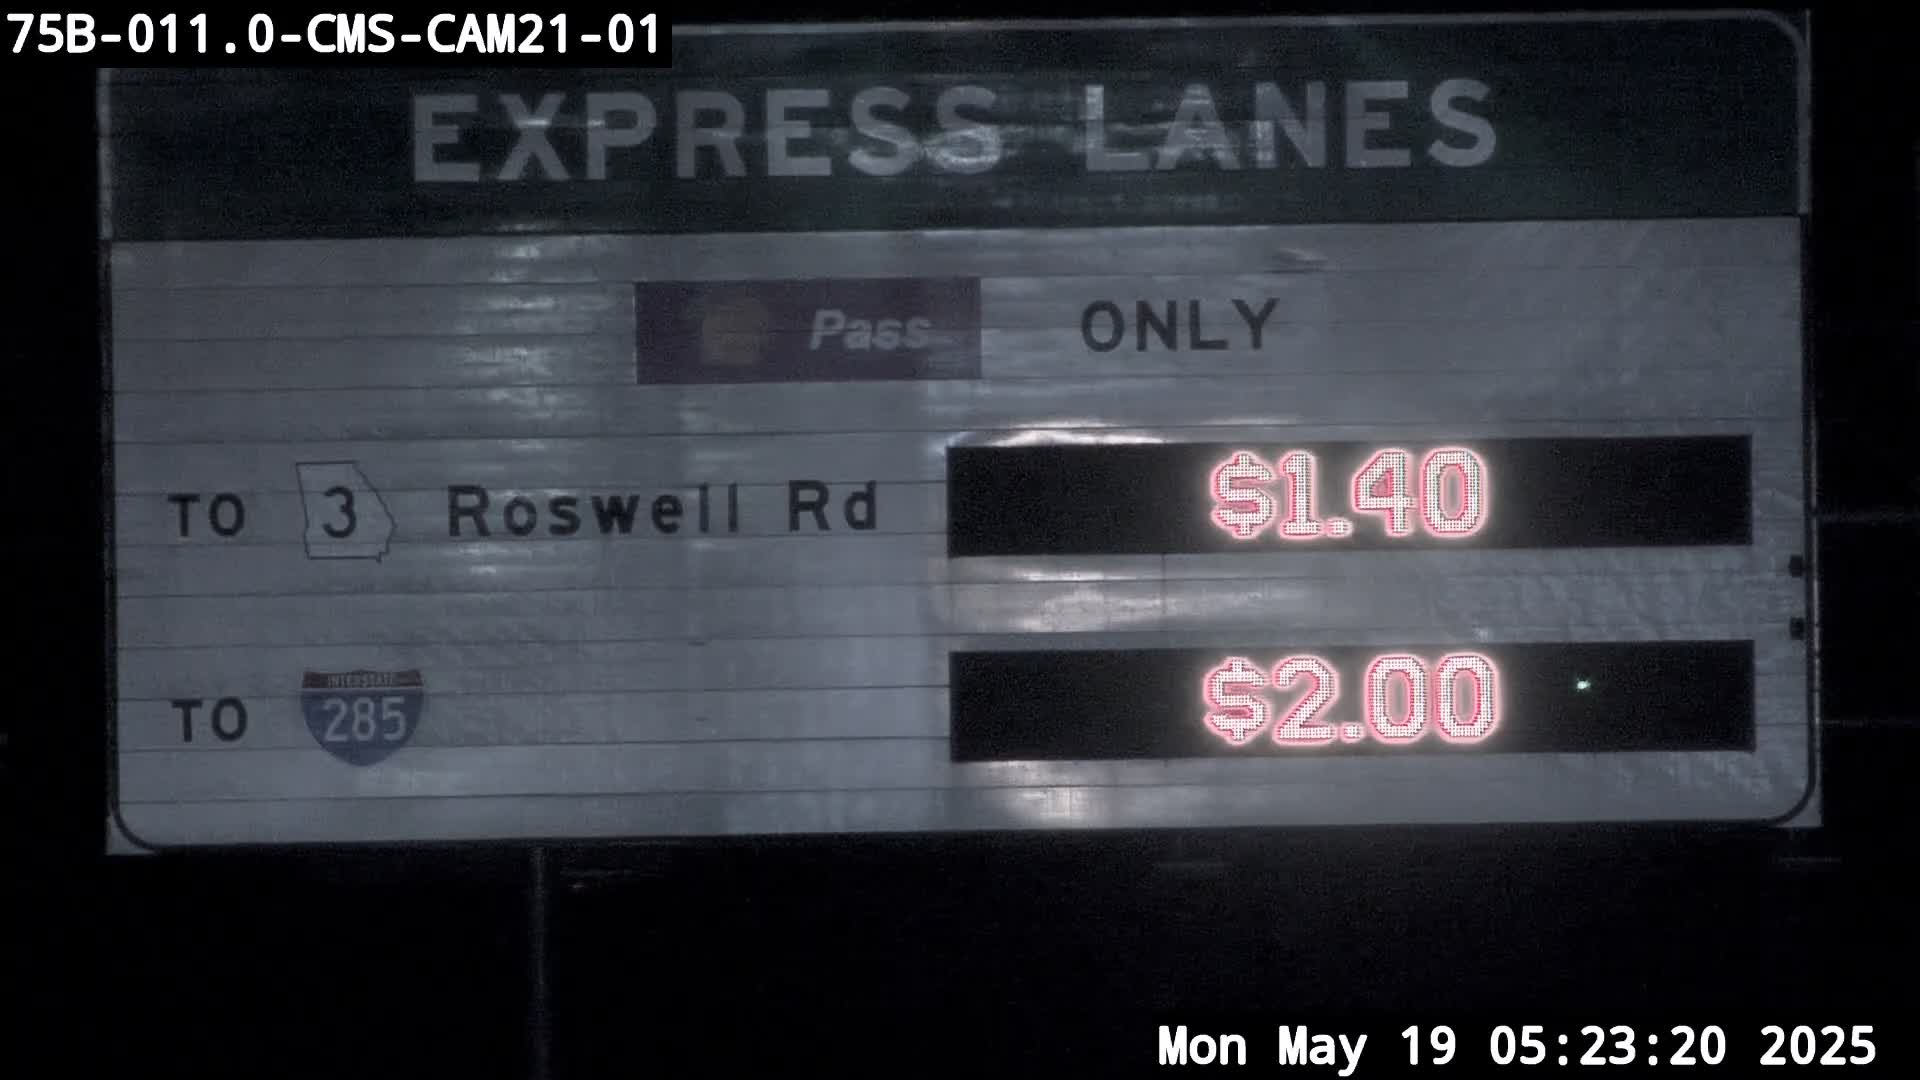 75B-011.0-CMS-CAM21-01
EXPRESS LANES
Pass ONLY
TO 3 Roswell Rd $1.40
INTERSTATE
TO 285 $2.00
Mon May 19 05:23:20 2025